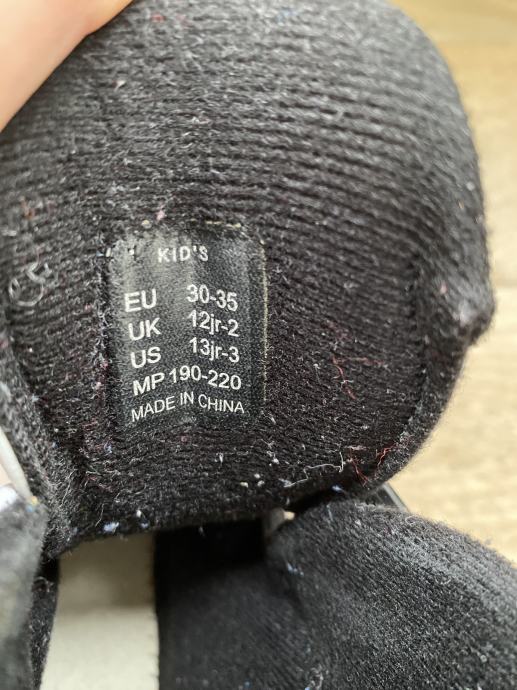 KID'S
EU 30-35
UK 12jr-2
US 13jr-3
MP 190-220
MADE IN CHINA